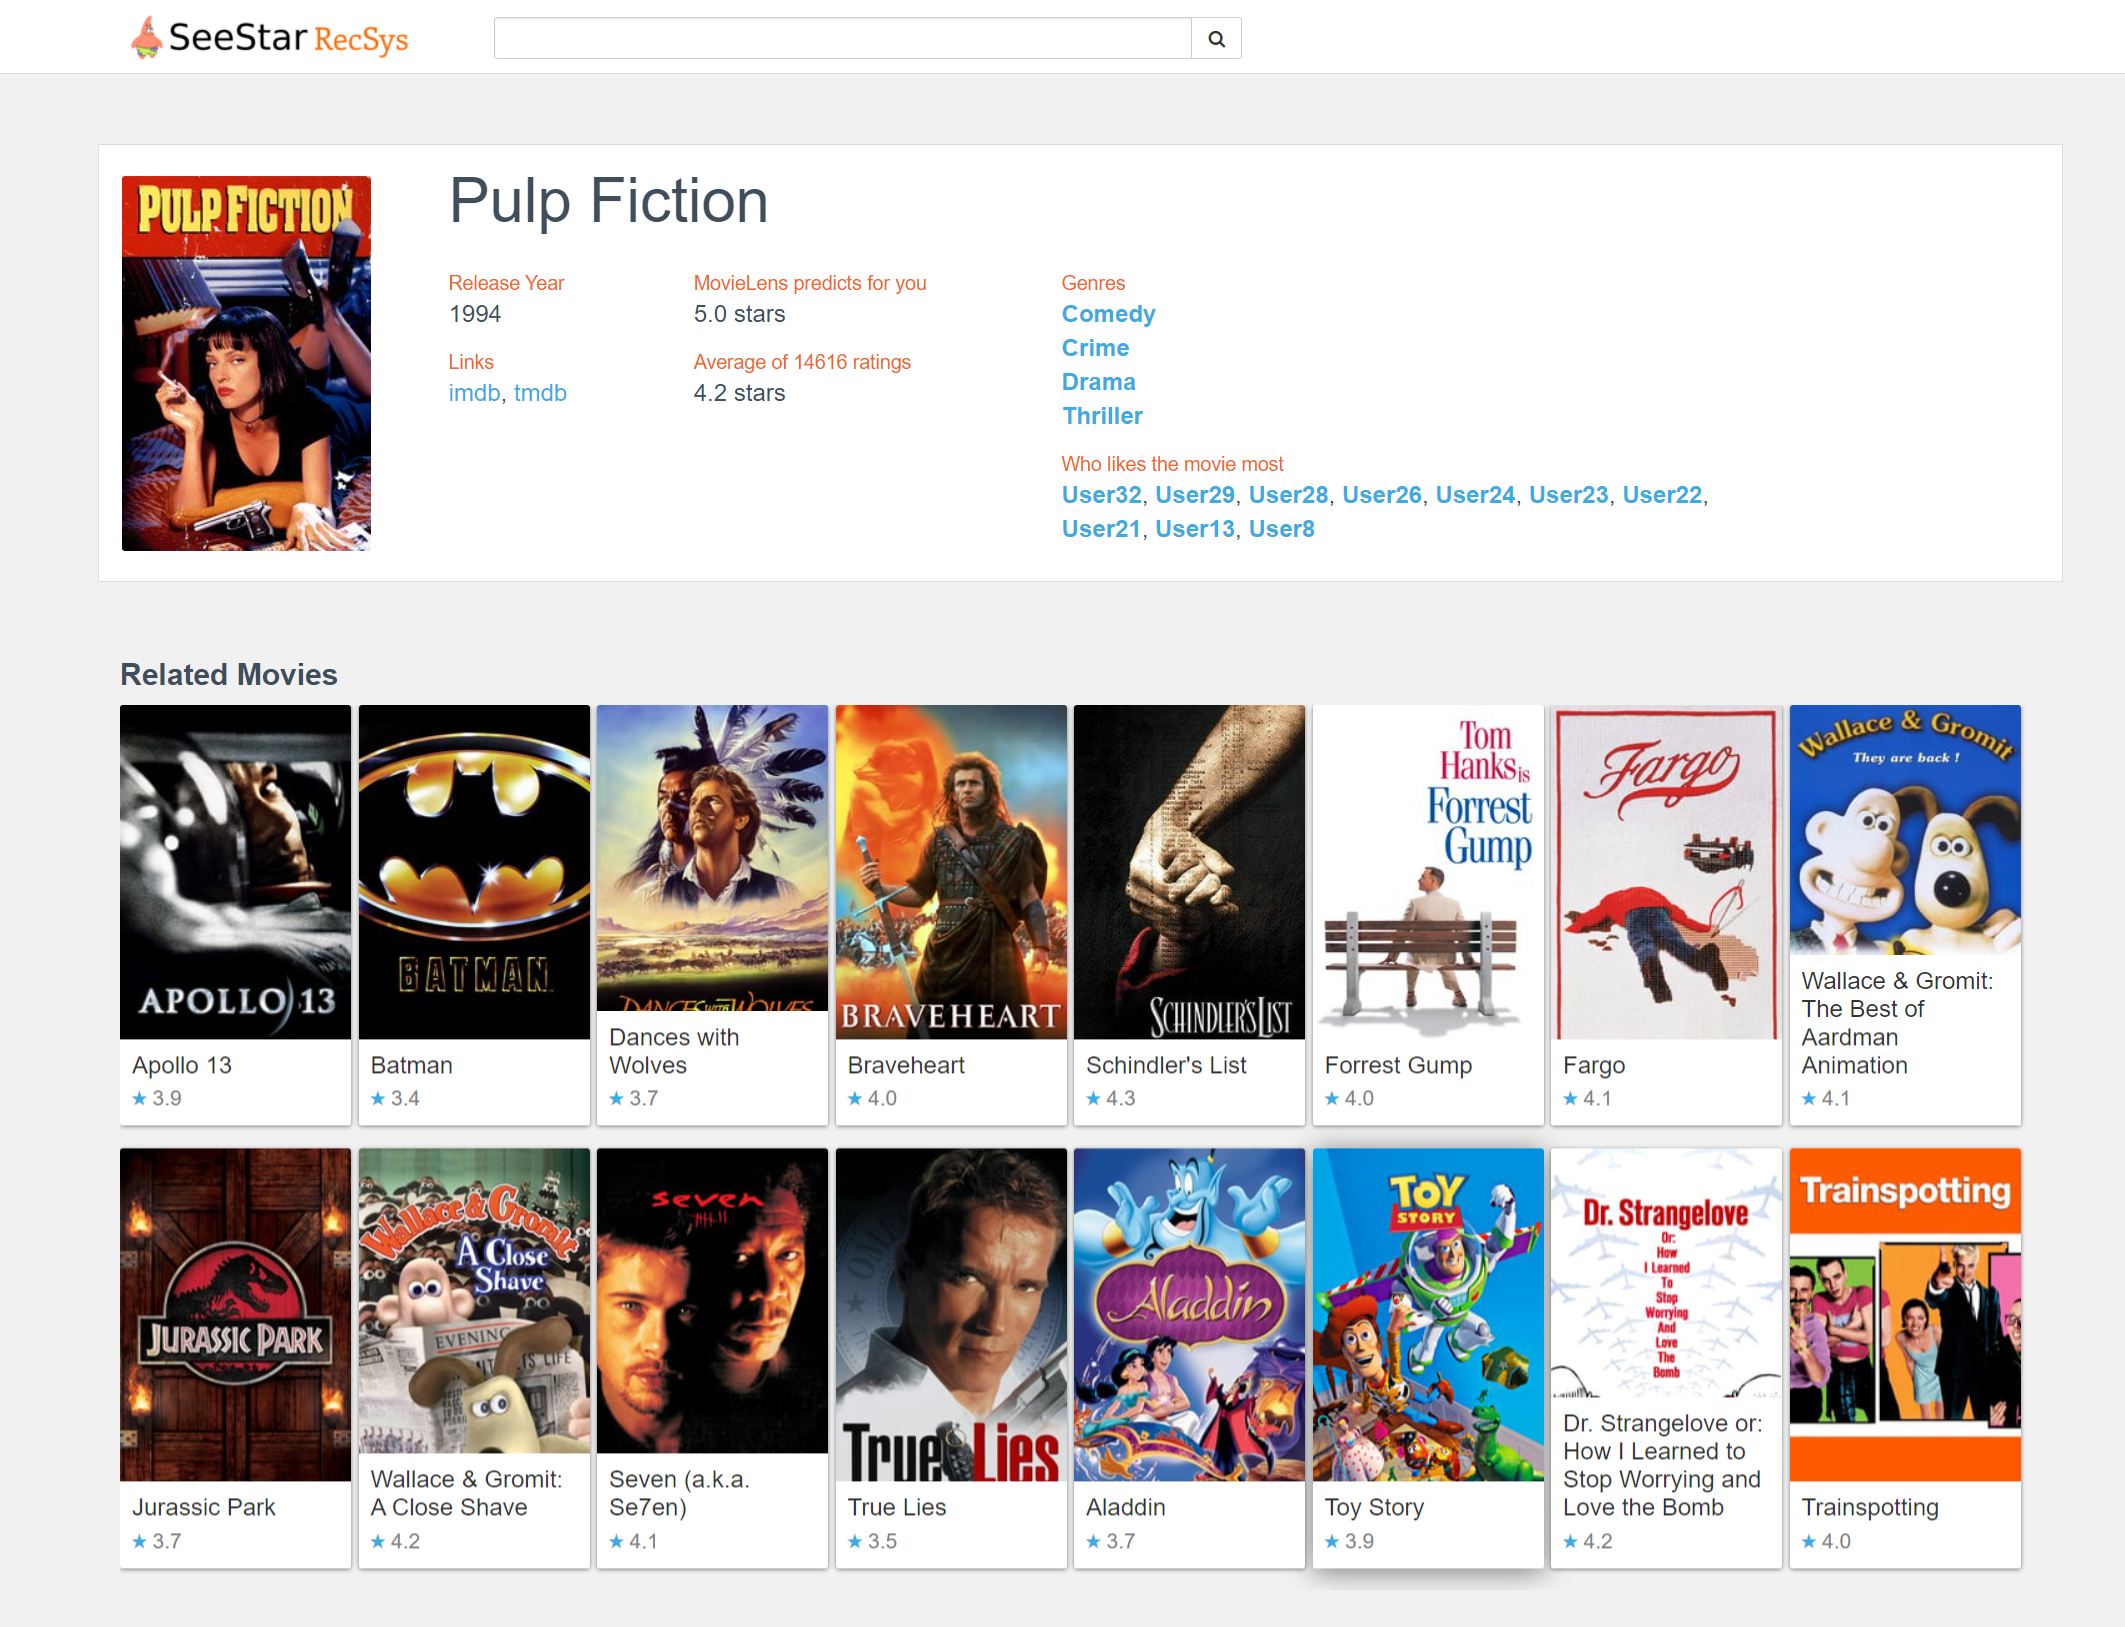 SeeStar RecSys
PULP FICTION
Pulp Fiction
Release Year
1994
Links
imdb, tmdb
MovieLens predicts for you
5.0 stars
Average of 14616 ratings
4.2 stars
Genres
Comedy
Crime
Drama
Thriller
Who likes the movie most
User32, User29, User28, User26, User24, User23, User22,
User21, User13, User8
Related Movies
APOLLO 13
Apollo 13
★ 3.9
BATMAN
Batman
★ 3.4
DANCES WITH WOLVES
Dances with
Wolves
★ 3.7
BRAVEHEART
Braveheart
★ 4.0
SCHINDLER'S LIST
Schindler's List
★ 4.3
Tom
Hanks is
Forrest
Gump
Forrest Gump
★ 4.0
Fargo
Fargo
★ 4.1
Wallace & Gromit
They are back !
Wallace & Gromit:
The Best of
Aardman
Animation
★ 4.1
JURASSIC PARK
Jurassic Park
★ 3.7
Wallace & Gromit
A Close
Shave
EVENING
Wallace & Gromit:
A Close Shave
★ 4.2
seven
Seven (a.k.a.
Se7en)
★ 4.1
True Lies
True Lies
★ 3.5
Aladdin
Aladdin
★ 3.7
TOY
STORY
Toy Story
★ 3.9
Dr. Strangelove
Or:
How
I Learned
To
Stop
Worrying
And
Love
The
Bomb
Dr. Strangelove or:
How I Learned to
Stop Worrying and
Love the Bomb
★ 4.2
Trainspotting
Trainspotting
★ 4.0